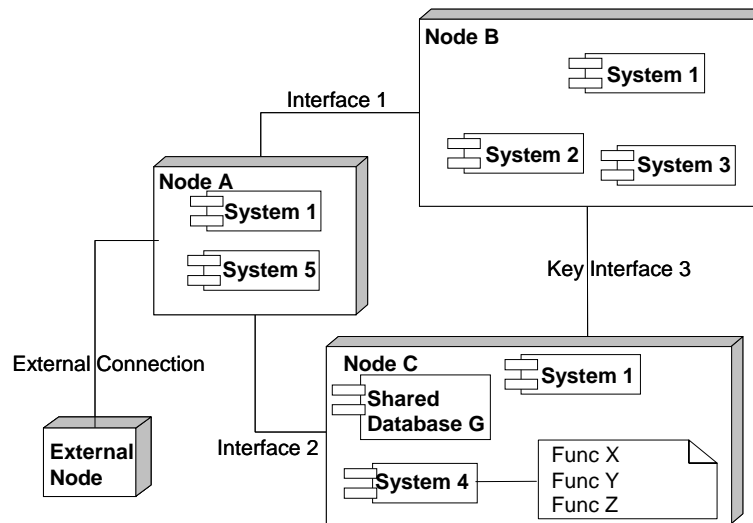 Node B
System 1
Interface 1
System 2
System 3
Node A
System 1
System 5
Key Interface 3
External Connection
Node C
System 1
Shared
Database G
External
Node
Interface 2
System 4
Func X
Func Y
Func Z